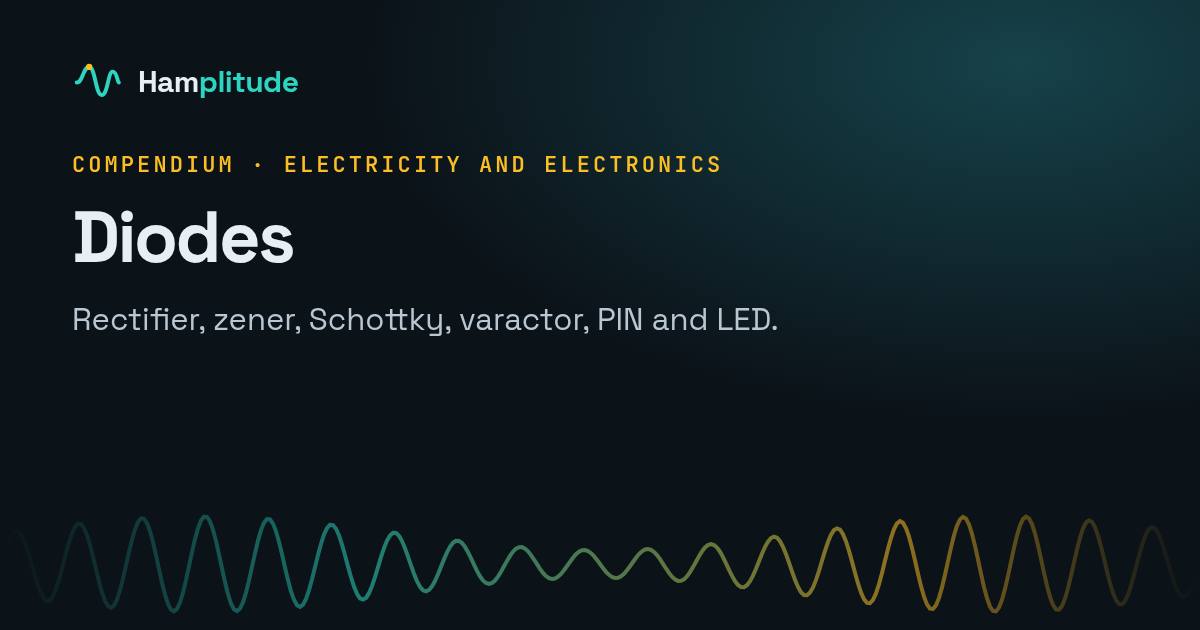 Hamplitude
COMPENDIUM · ELECTRICITY AND ELECTRONICS
Diodes
Rectifier, zener, Schottky, varactor, PIN and LED.